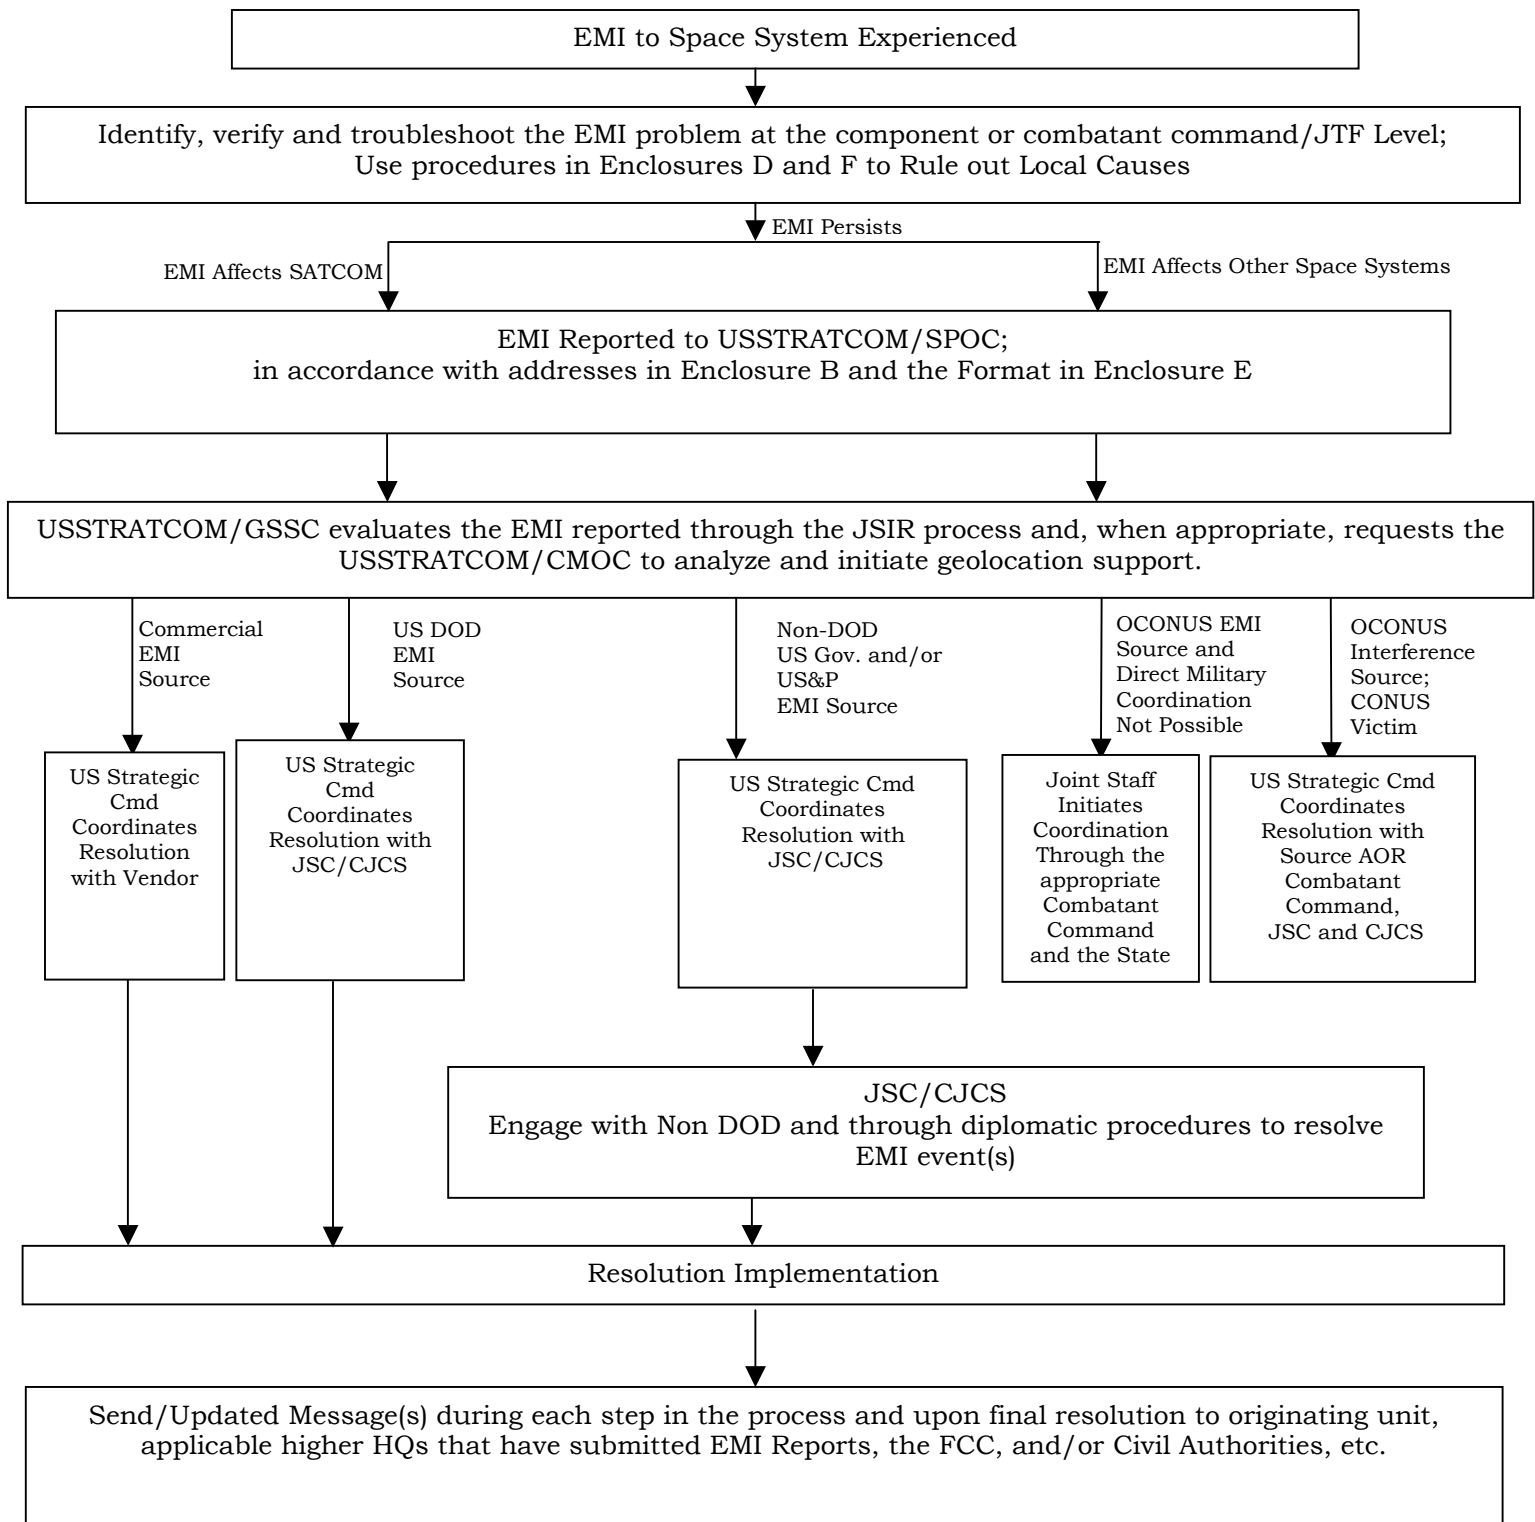 EMI to Space System Experienced
Identify, verify and troubleshoot the EMI problem at the component or combatant command/JTF Level;
Use procedures in Enclosures D and F to Rule out Local Causes
EMI Persists
EMI Affects SATCOM
EMI Affects Other Space Systems
EMI Reported to USSTRATCOM/SPOC;
in accordance with addresses in Enclosure B and the Format in Enclosure E
USSTRATCOM/GSSC evaluates the EMI reported through the JSIR process and, when appropriate, requests the
USSTRATCOM/CMOC to analyze and initiate geolocation support.
Commercial
EMI
Source
US DOD
EMI
Source
Non-DOD
US Gov. and/or
US&P
EMI Source
OCONUS EMI
Source and
Direct Military
Coordination
Not Possible
OCONUS
Interference
Source;
CONUS
Victim
US Strategic
Cmd
Coordinates
Resolution
with Vendor
US Strategic
Cmd
Coordinates
Resolution with
JSC/CJCS
US Strategic Cmd
Coordinates
Resolution with
JSC/CJCS
Joint Staff
Initiates
Coordination
Through the
appropriate
Combatant
Command
and the State
US Strategic Cmd
Coordinates
Resolution with
Source AOR
Combatant
Command,
JSC and CJCS
JSC/CJCS
Engage with Non DOD and through diplomatic procedures to resolve
EMI event(s)
Resolution Implementation
Send/Updated Message(s) during each step in the process and upon final resolution to originating unit,
applicable higher HQs that have submitted EMI Reports, the FCC, and/or Civil Authorities, etc.